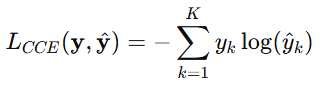 L_{CCE}(\mathbf{y}, \hat{\mathbf{y}}) = -\sum_{k=1}^{K} y_k \log(\hat{y}_k)